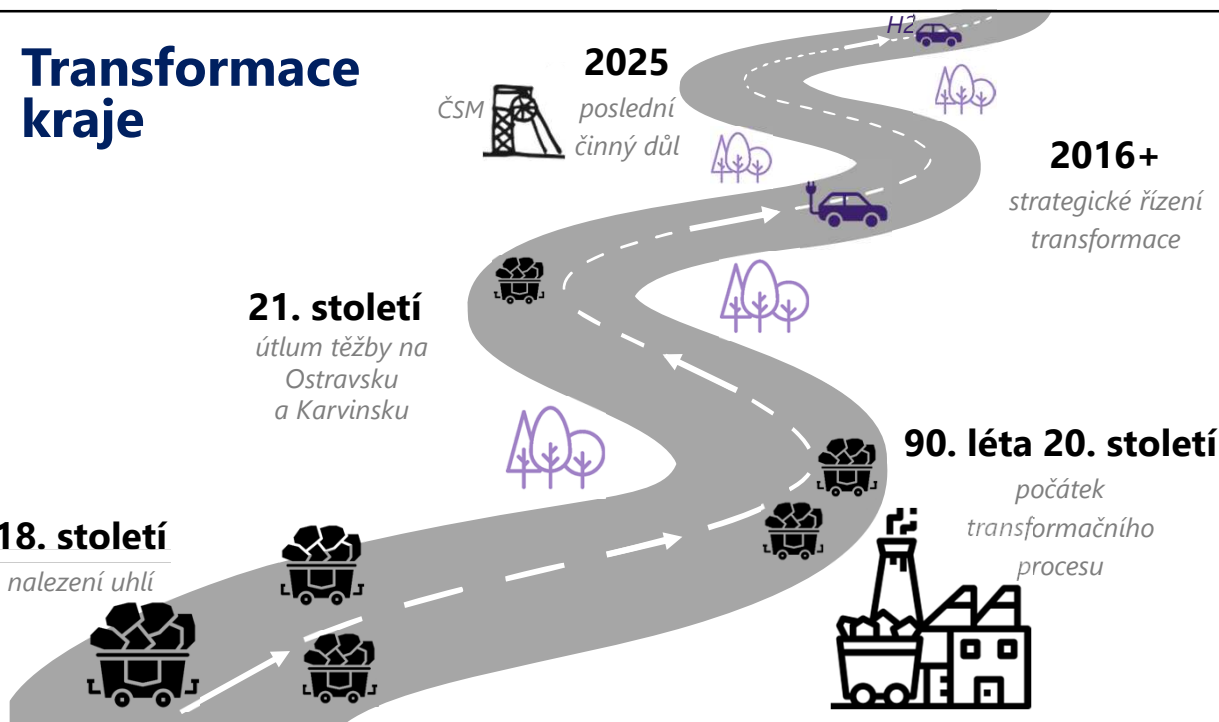 Transformace
kraje
H2
2025
ČSM
poslední
činný důl
2016+
strategické řízení
transformace
21. století
útlum těžby na
Ostravsku
a Karvinsku
90. léta 20. století
počátek
transformačního
procesu
18. století
nalezení uhlí